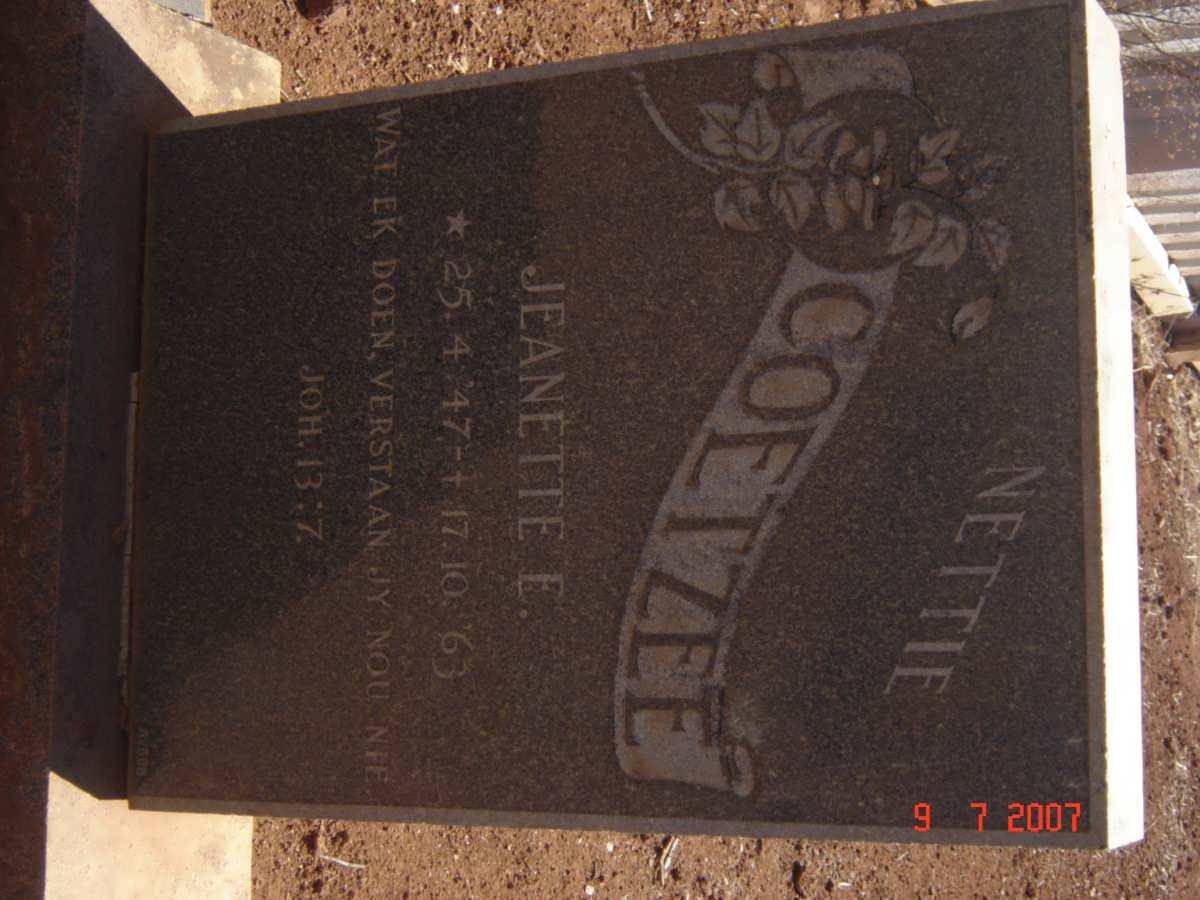 NETTIE
COETZEE
JEANETTE E.
★ 25.4.'47-† 17.10.'63
WAT EK DOEN, VERSTAAN JY NOU NIE
JOH. 13:7
9 7 2007